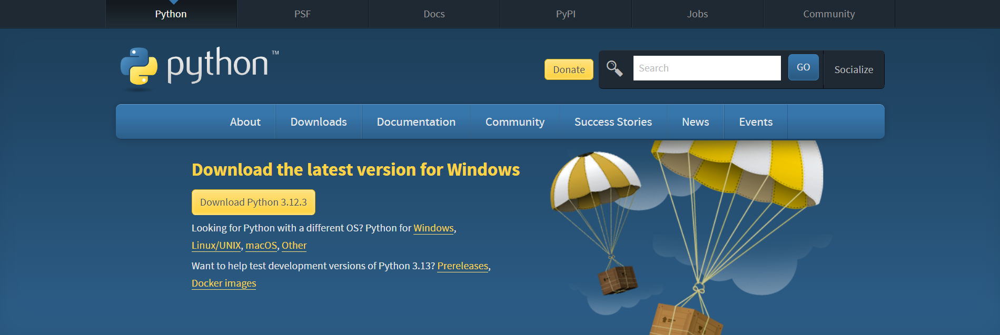 Python PSF Docs PyPI Jobs Community
python™
Donate Search GO Socialize
About Downloads Documentation Community Success Stories News Events
Download the latest version for Windows
Download Python 3.12.3
Looking for Python with a different OS? Python for Windows,
Linux/UNIX, macOS, Other
Want to help test development versions of Python 3.13? Prereleases,
Docker images